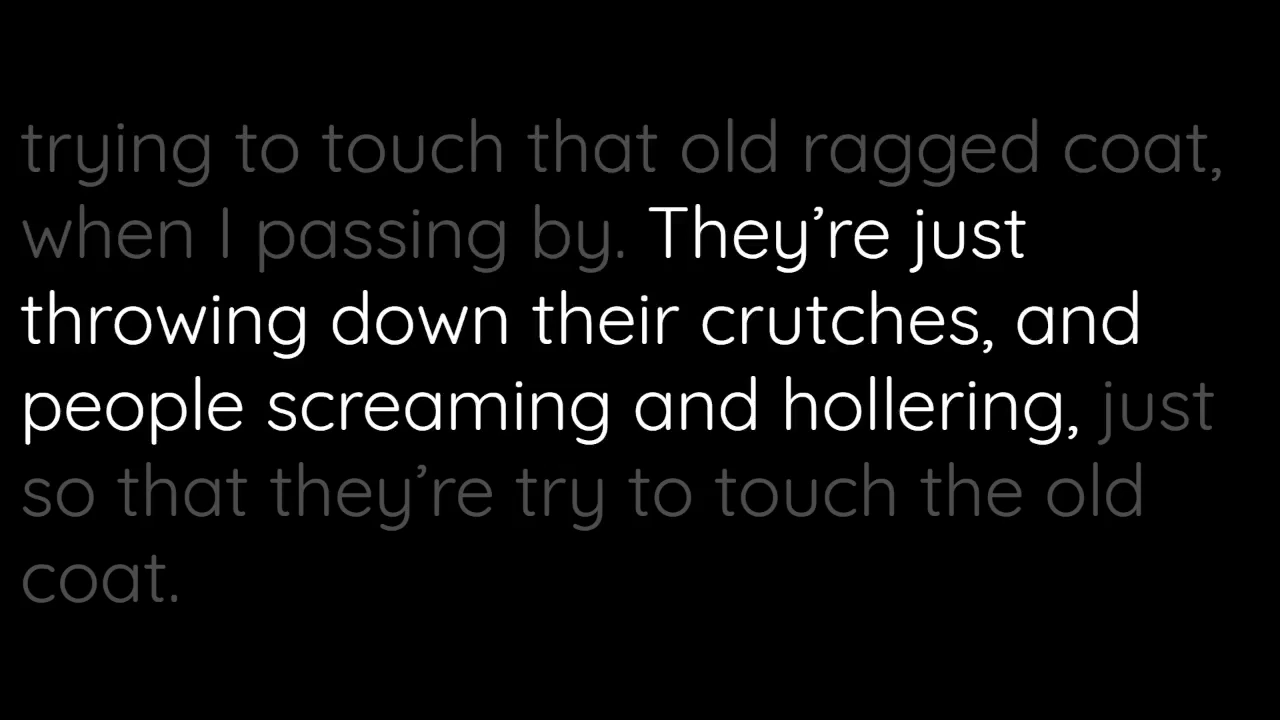 trying to touch that old ragged coat,
when I passing by. They’re just
throwing down their crutches, and
people screaming and hollering, just
so that they’re try to touch the old
coat.